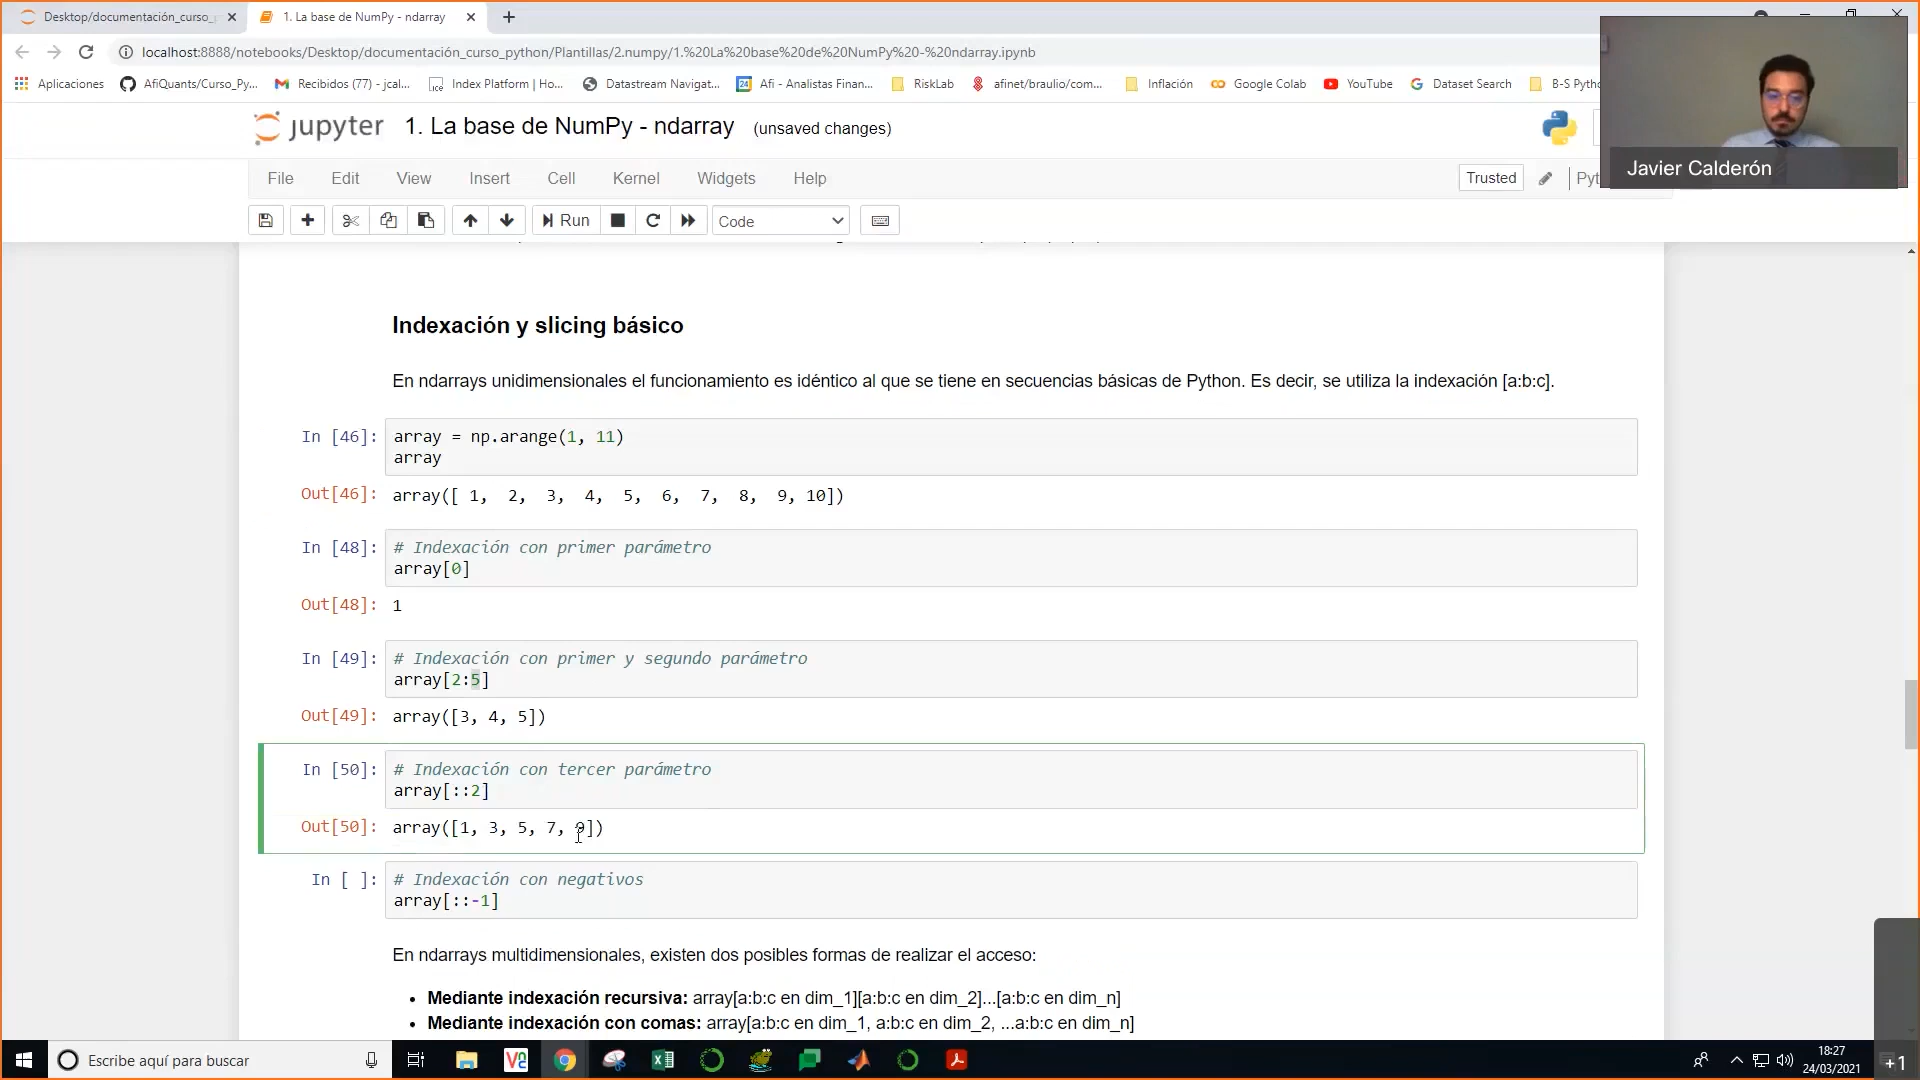 Desktop/documentación_curso_
1. La base de NumPy - ndarray
localhost:8888/notebooks/Desktop/documentación_curso_python/Plantillas/2.numpy/1.%20La%20base%20de%20NumPy%20-%20ndarray.ipynb
Aplicaciones
AfiQuants/Curso_Py...
Recibidos (77) - jcal...
Index Platform | Ho...
Datastream Navigat...
Afi - Analistas Finan...
RiskLab
afinet/braulio/com...
Inflación
Google Colab
YouTube
Dataset Search
B-S Pytho
jupyter
1. La base de NumPy - ndarray
(unsaved changes)
Javier Calderón
File
Edit
View
Insert
Cell
Kernel
Widgets
Help
Trusted
Pyt
Run
Code
Indexación y slicing básico
En ndarrays unidimensionales el funcionamiento es idéntico al que se tiene en secuencias básicas de Python. Es decir, se utiliza la indexación [a:b:c].
In [46]: array = np.arange(1, 11)
array
Out[46]: array([ 1,  2,  3,  4,  5,  6,  7,  8,  9, 10])
In [48]: # Indexación con primer parámetro
array[0]
Out[48]: 1
In [49]: # Indexación con primer y segundo parámetro
array[2:5]
Out[49]: array([3, 4, 5])
In [50]: # Indexación con tercer parámetro
array[::2]
Out[50]: array([1, 3, 5, 7, 9])
In [ ]: # Indexación con negativos
array[::-1]
En ndarrays multidimensionales, existen dos posibles formas de realizar el acceso:
• Mediante indexación recursiva: array[a:b:c en dim_1][a:b:c en dim_2]...[a:b:c en dim_n]
• Mediante indexación con comas: array[a:b:c en dim_1, a:b:c en dim_2, ...a:b:c en dim_n]
Escribe aquí para buscar
18:27
24/03/2021
+1